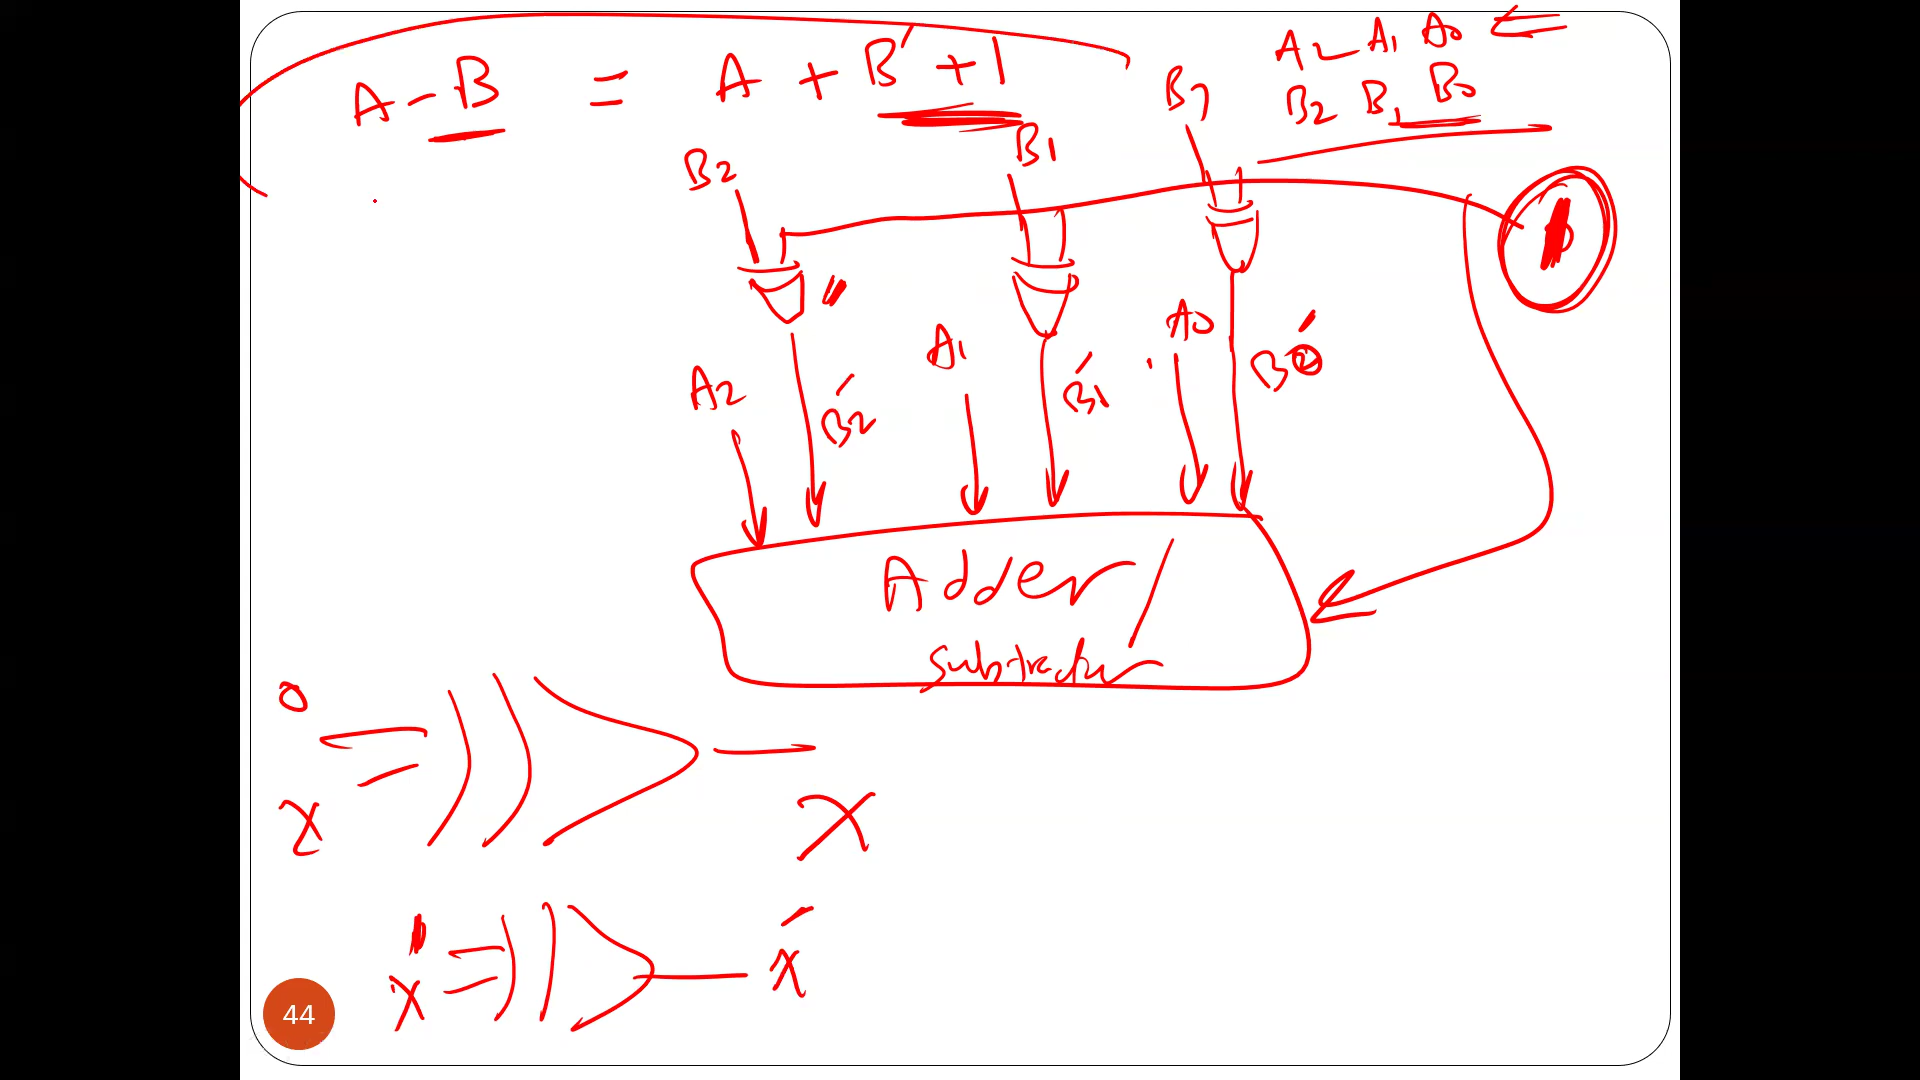 A - B = A + B' + 1
A2 A1 A0
B2 B1 B0
B2 B1 B7
A2 B2' A1 B1' A0 B0'
Adder/
subtractor
0
x x
1
x x'
44